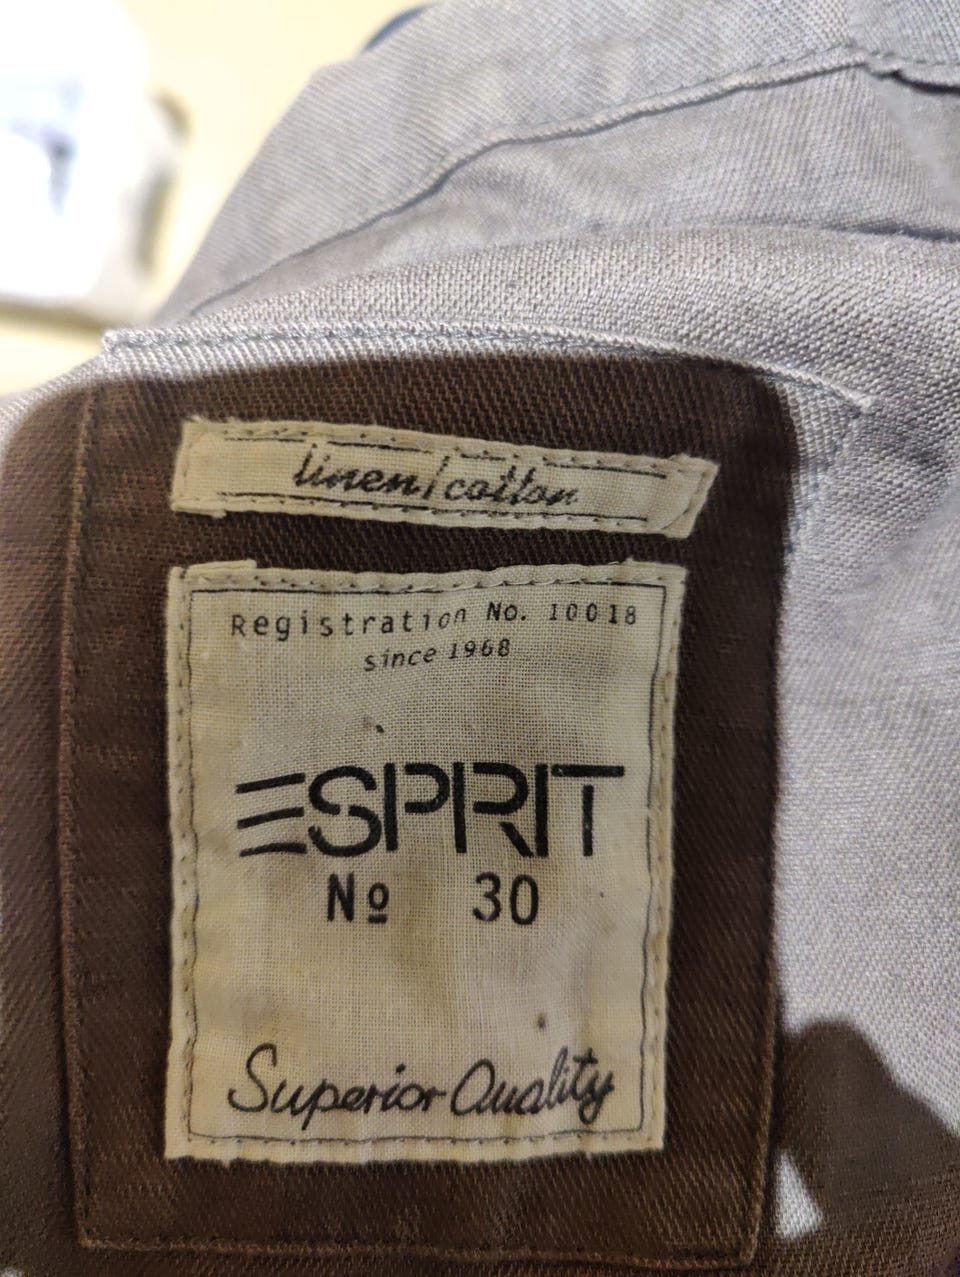 linen/cotton
Registration No. 10018
since 1968
ESPRIT
Nº 30
Superior Quality